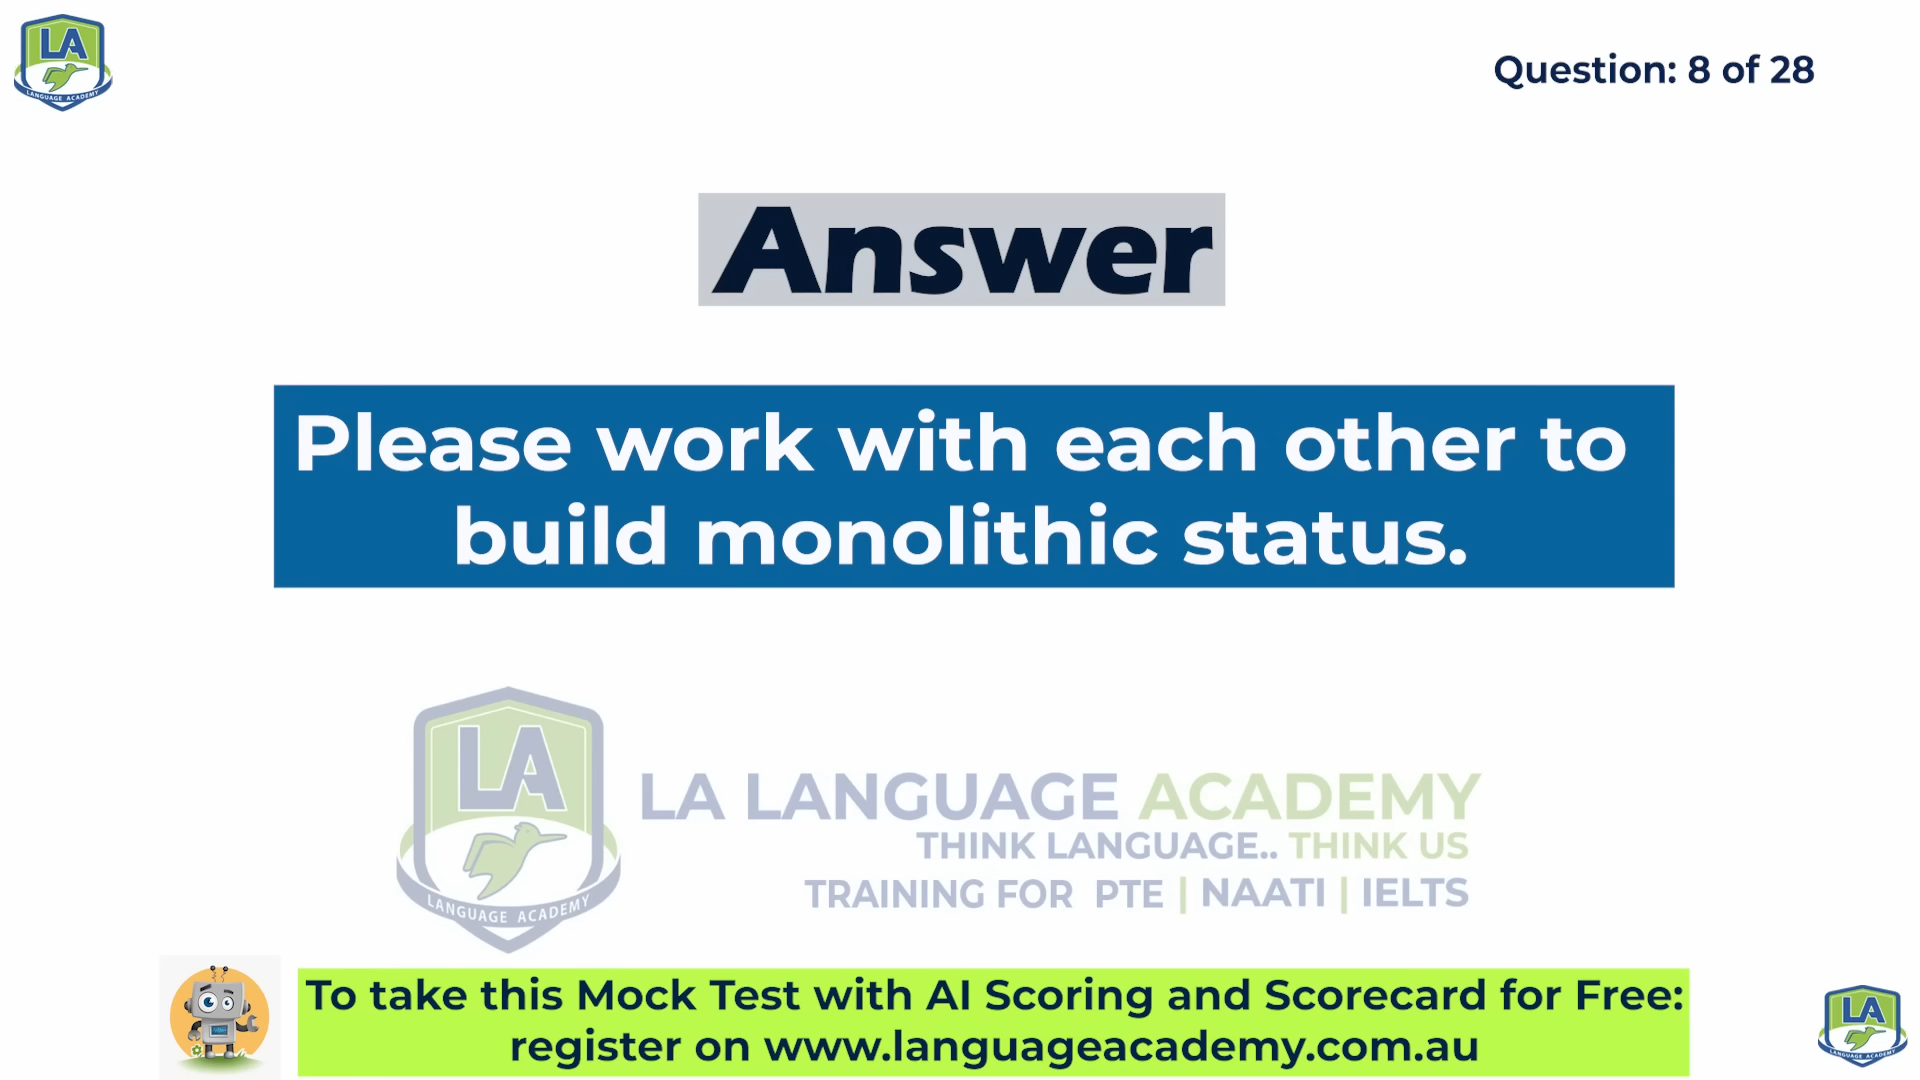 LA
LANGUAGE ACADEMY
Question: 8 of 28
Answer
Please work with each other to
build monolithic status.
LA
LANGUAGE ACADEMY
LA LANGUAGE ACADEMY
THINK LANGUAGE.. THINK US
TRAINING FOR PTE | NAATI | IELTS
To take this Mock Test with AI Scoring and Scorecard for Free:
register on www.languageacademy.com.au
LA
LANGUAGE ACADEMY